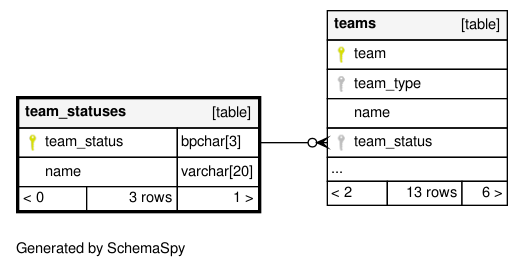 teams [table]
team
team_type
name
team_status
...
< 2 13 rows 6 >
team_statuses [table]
team_status bpchar[3]
name varchar[20]
< 0 3 rows 1 >
Generated by SchemaSpy